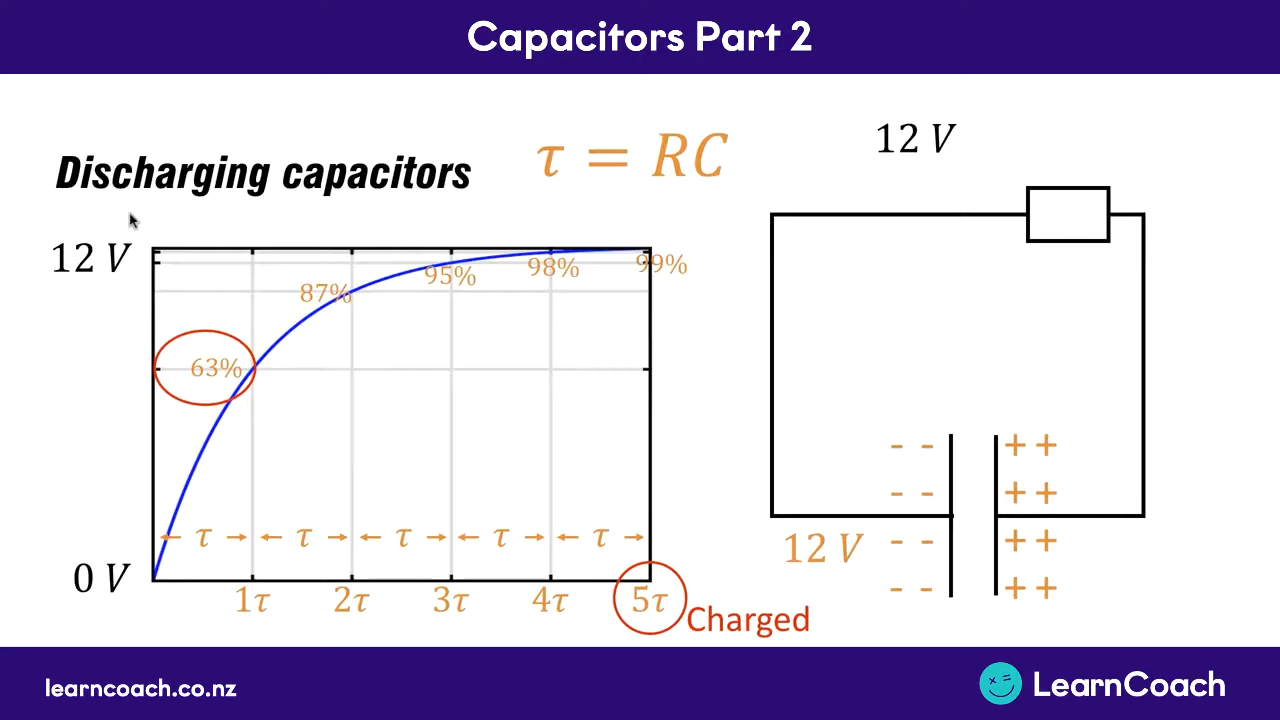 Capacitors Part 2
Discharging capacitors
τ = RC
12 V
12 V
63%
87%
95%
98%
99%
τ τ τ τ τ
0 V
1τ 2τ 3τ 4τ 5τ
Charged
- - + +
- - + +
- - + +
- - + +
12 V
learncoach.co.nz
LearnCoach